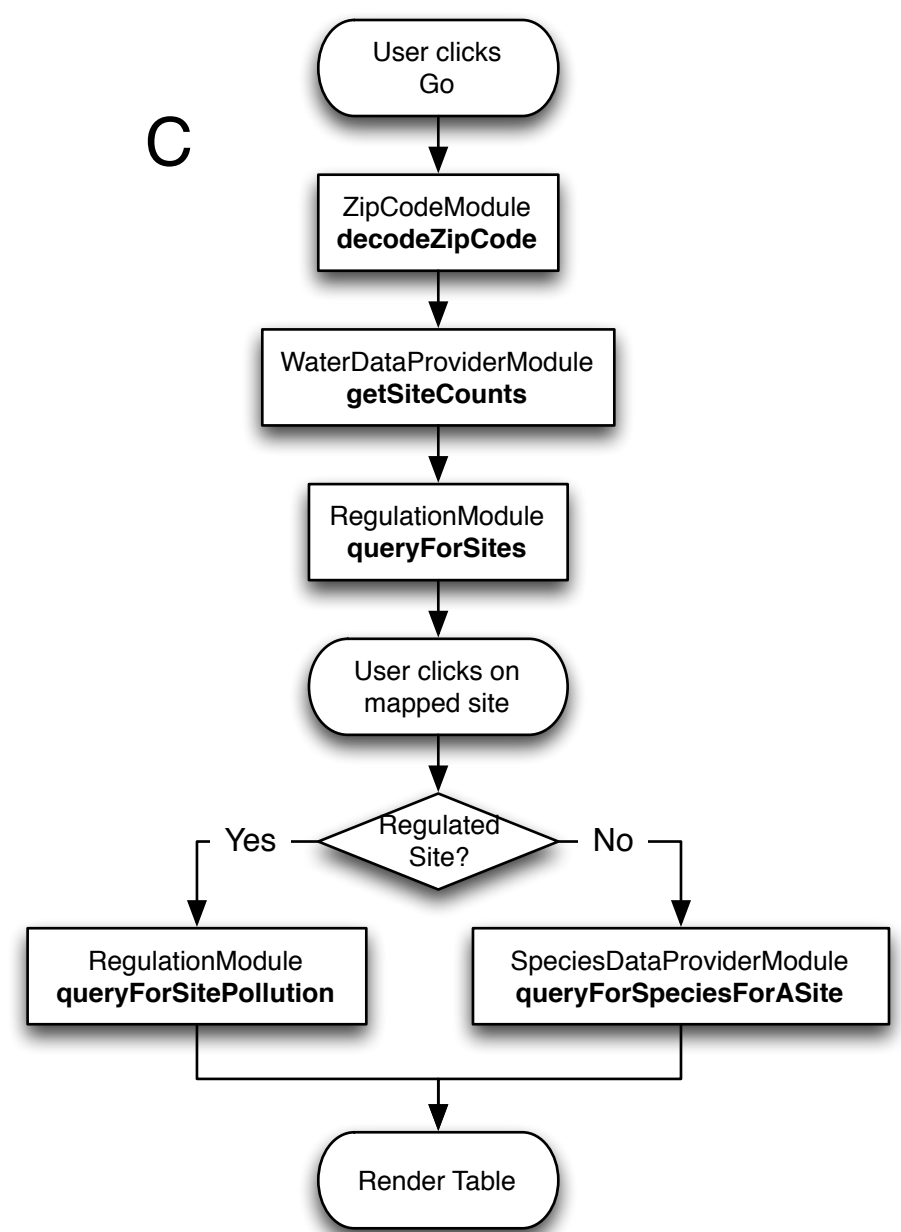 User clicks
Go
C
ZipCodeModule
decodeZipCode
WaterDataProviderModule
getSiteCounts
RegulationModule
queryForSites
User clicks on
mapped site
Regulated
Site?
Yes
No
RegulationModule
queryForSitePollution
SpeciesDataProviderModule
queryForSpeciesForASite
Render Table